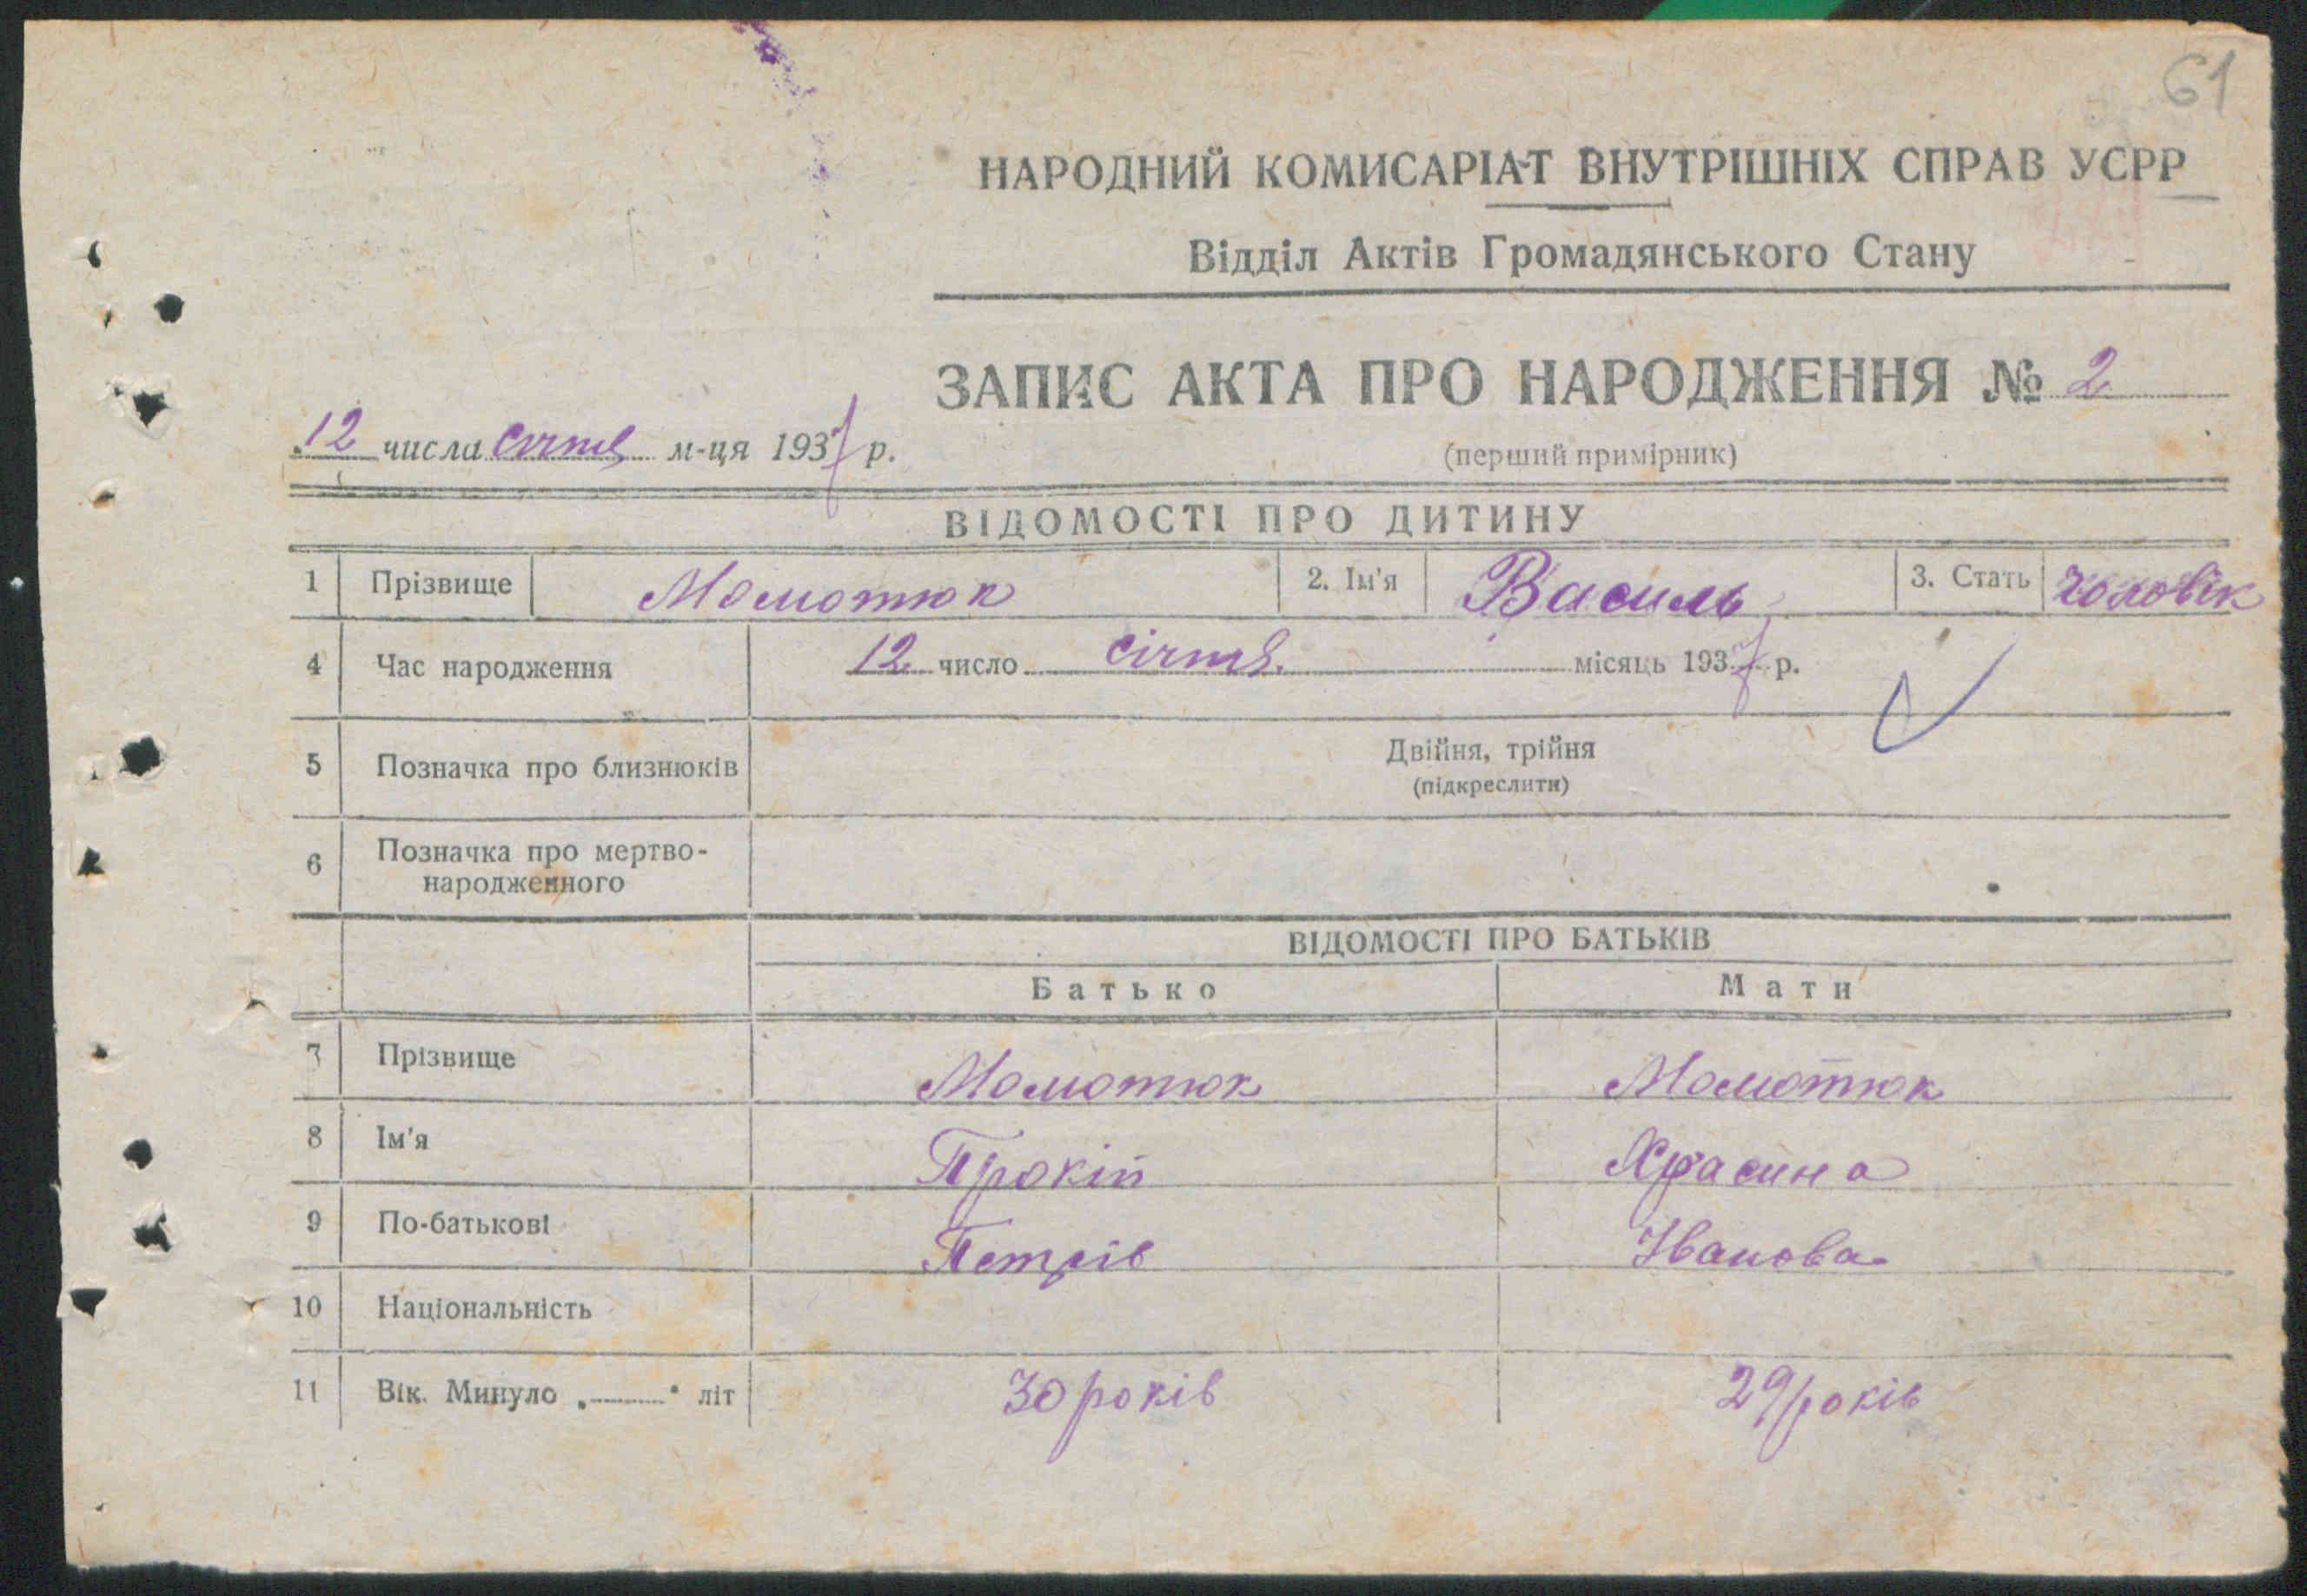 61
НАРОДНИЙ КОМИСАРІАТ ВНУТРІШНІХ СПРАВ УСРР
Відділ Актів Громадянського Стану
ЗАПИС АКТА ПРО НАРОДЖЕННЯ № 2
12 числа січня м-ця 1937 р.
(перший примірник)
ВІДОМОСТІ ПРО ДИТИНУ
1 Прізвище Момотюк 2. Ім'я Василь 3. Стать чоловік
4 Час народження 12 число січня місяць 1937 р.
5 Позначка про близнюків Двійня, трійня
(підкреслити)
6 Позначка про мертво-
народженного
ВІДОМОСТІ ПРО БАТЬКІВ
Батько Мати
7 Прізвище Момотюк Момотюк
8 Ім'я Прокіп
9 По-батькові Петрів Іванова
10 Національність
11 Вік. Минуло „ " літ 30 років 29 років